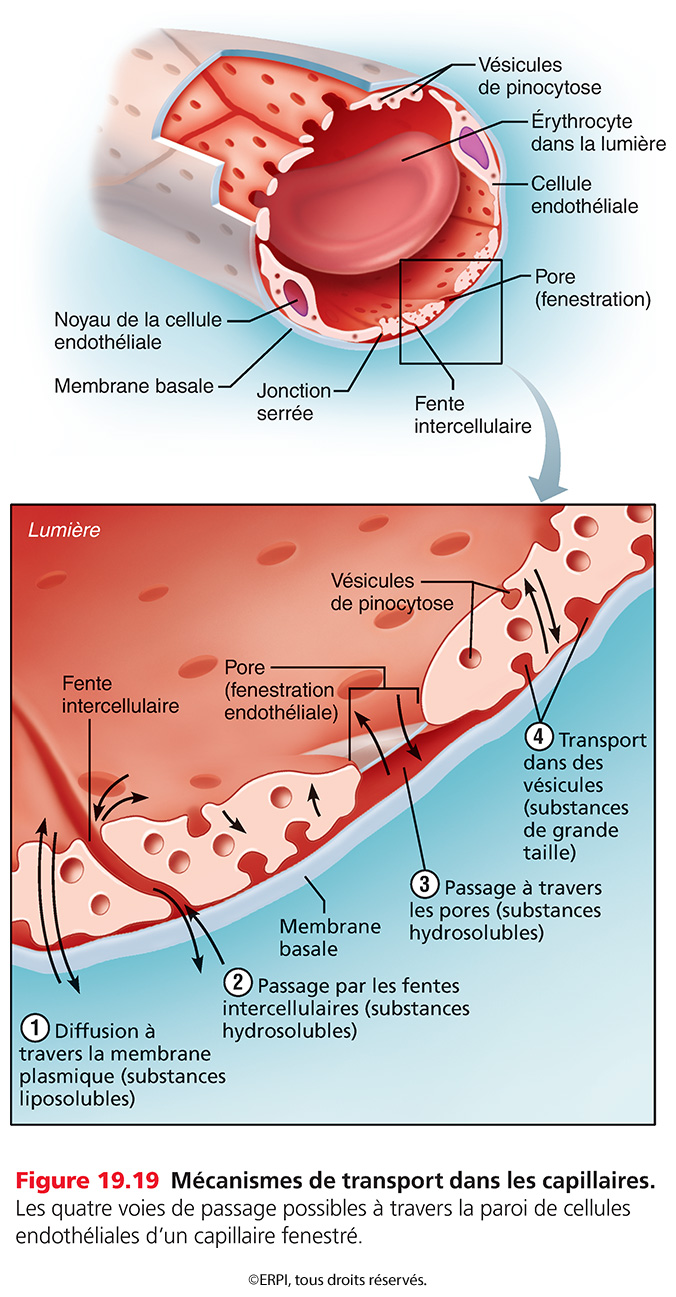 Vésicules
de pinocytose
Érythrocyte
dans la lumière
Cellule
endothéliale
Pore
(fenestration)
Noyau de la cellule
endothéliale
Membrane basale
Jonction
serrée
Fente
intercellulaire
Lumière
Vésicules
de pinocytose
Pore
(fenestration
endothéliale)
Fente
intercellulaire
4 Transport
dans des
vésicules
(substances
de grande
taille)
3 Passage à travers
les pores (substances
hydrosolubles)
Membrane
basale
2 Passage par les fentes
intercellulaires (substances
hydrosolubles)
1 Diffusion à
travers la membrane
plasmique (substances
liposolubles)
Figure 19.19 Mécanismes de transport dans les capillaires.
Les quatre voies de passage possibles à travers la paroi de cellules
endothéliales d’un capillaire fenestré.
©ERPI, tous droits réservés.